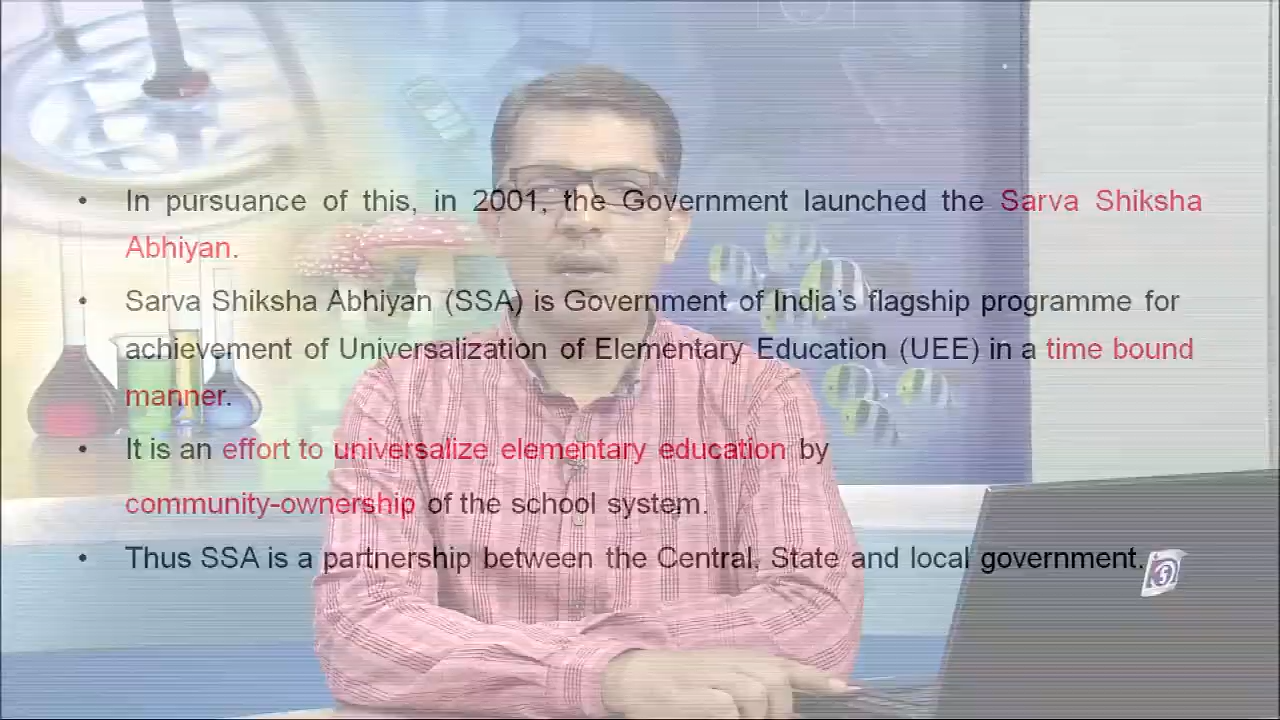 • In pursuance of this, in 2001, the Government launched the Sarva Shiksha
Abhiyan.
• Sarva Shiksha Abhiyan (SSA) is Government of India's flagship programme for
achievement of Universalization of Elementary Education (UEE) in a time bound
manner.
• It is an effort to universalize elementary education by
community-ownership of the school system.
• Thus SSA is a partnership between the Central, State and local government.